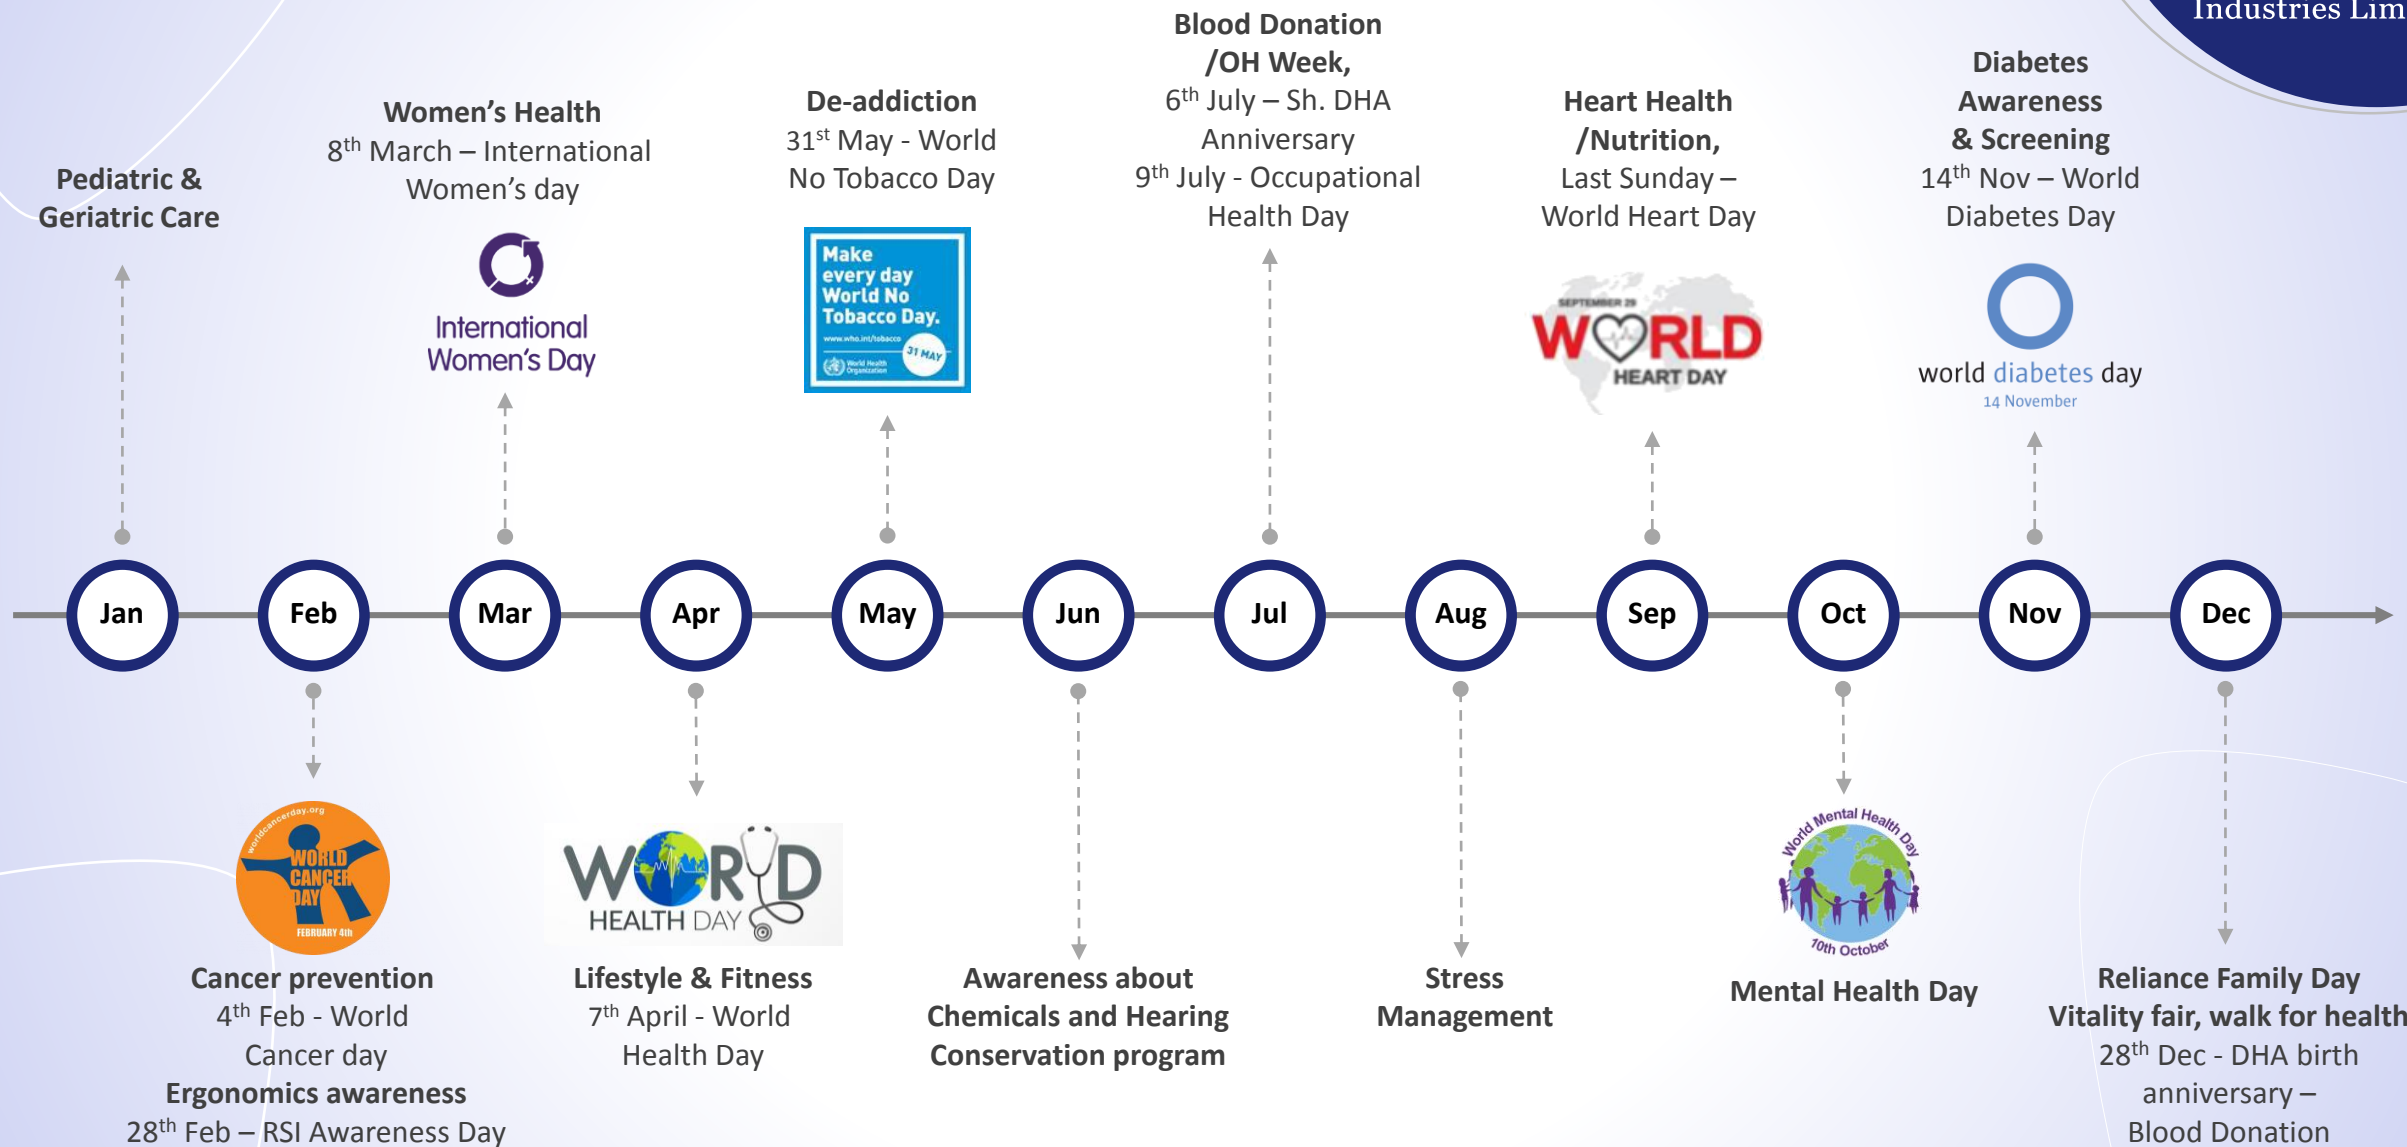 Industries Lim
Pediatric &
Geriatric Care
Women's Health
8th March – International
Women's day
International
Women's Day
De-addiction
31st May - World
No Tobacco Day
Make
every day
World No
Tobacco Day.
www.who.int/tobacco
31 MAY
World Health
Organization
Blood Donation
/OH Week,
6th July – Sh. DHA
Anniversary
9th July - Occupational
Health Day
Heart Health
/Nutrition,
Last Sunday –
World Heart Day
SEPTEMBER 29
WORLD
HEART DAY
Diabetes
Awareness
& Screening
14th Nov – World
Diabetes Day
world diabetes day
14 November
Jan
Feb
Mar
Apr
May
Jun
Jul
Aug
Sep
Oct
Nov
Dec
worldcancerday.org
WORLD
CANCER
DAY
FEBRUARY 4th
Cancer prevention
4th Feb - World
Cancer day
Ergonomics awareness
28th Feb – RSI Awareness Day
WORLD
HEALTH DAY
Lifestyle & Fitness
7th April - World
Health Day
Awareness about
Chemicals and Hearing
Conservation program
Stress
Management
World Mental Health Day
10th October
Mental Health Day
Reliance Family Day
Vitality fair, walk for health
28th Dec - DHA birth
anniversary –
Blood Donation